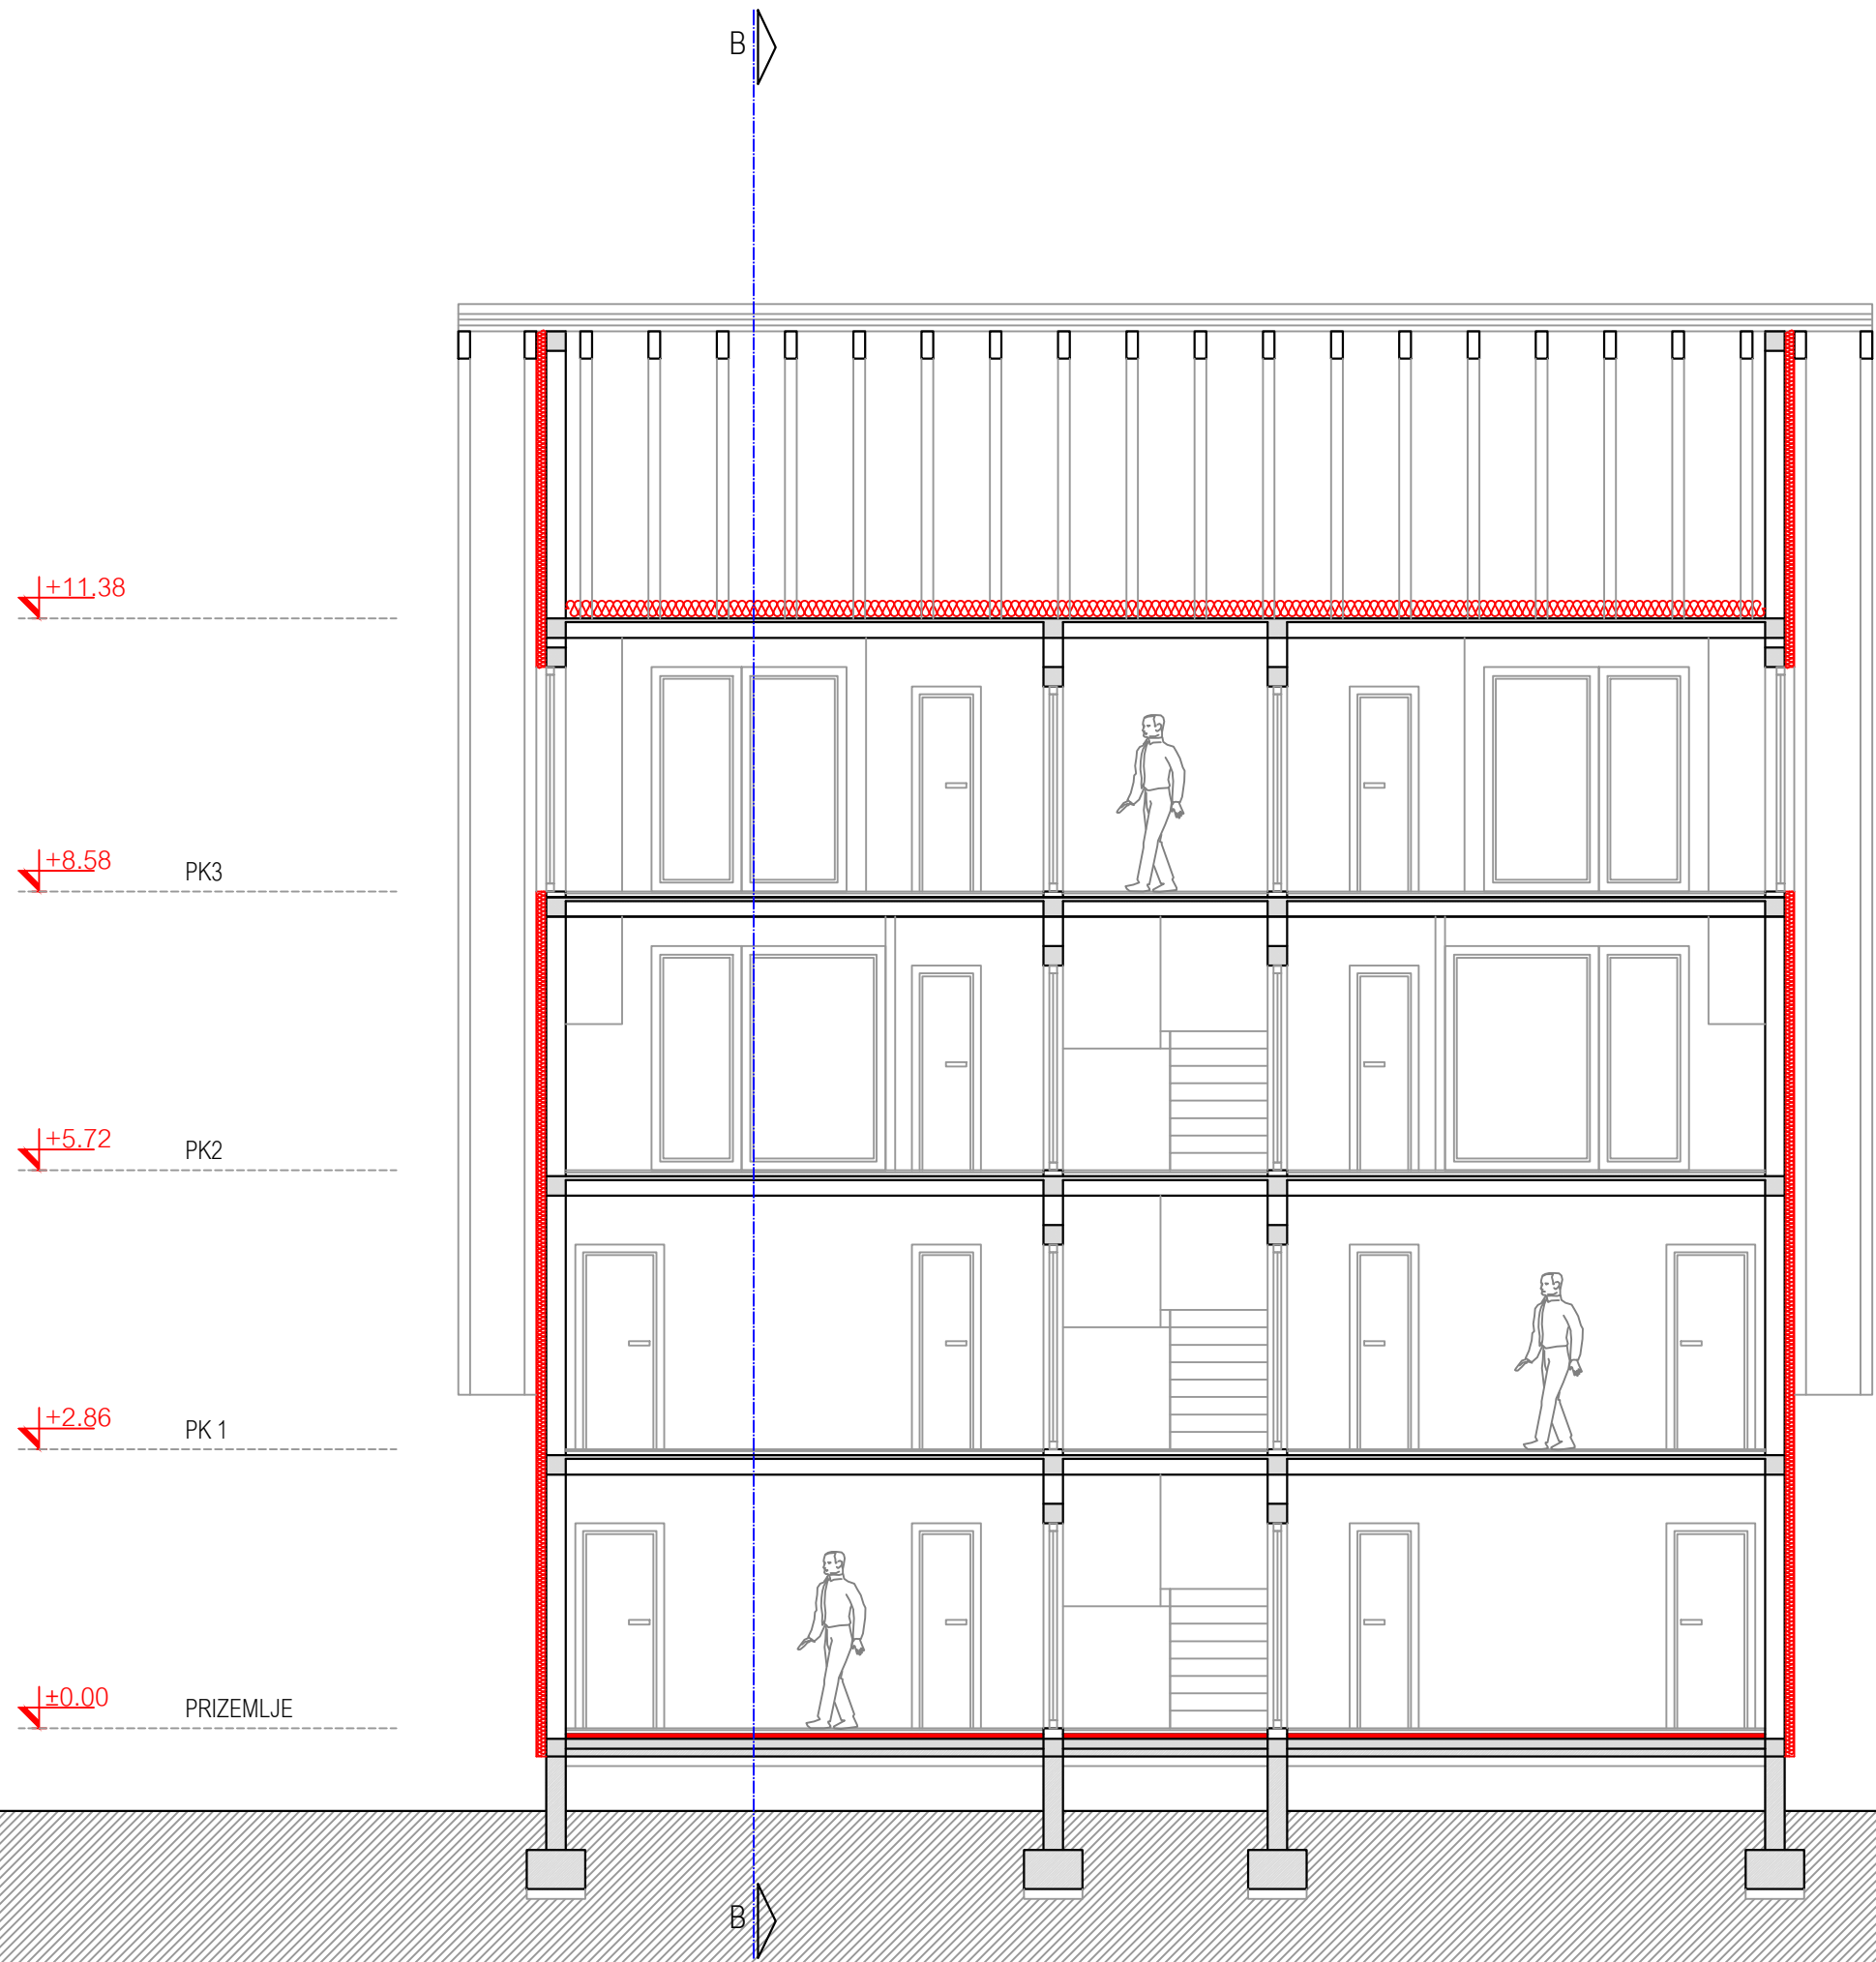 B
+11.38
+8.58 PK3
+5.72 PK2
+2.86 PK 1
±0.00 PRIZEMLJE
B